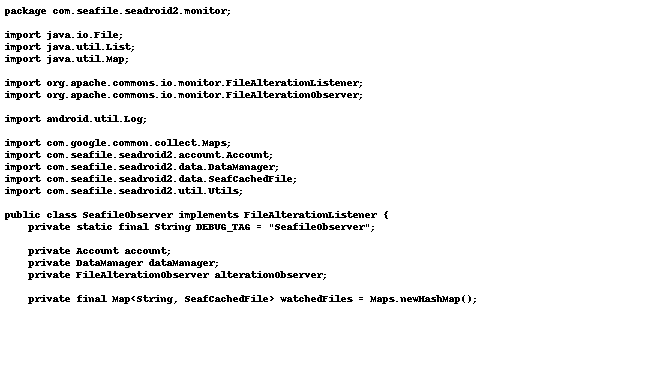 package com.seafile.seadroid2.monitor;

import java.io.File;
import java.util.List;
import java.util.Map;

import org.apache.commons.io.monitor.FileAlterationListener;
import org.apache.commons.io.monitor.FileAlterationObserver;

import android.util.Log;

import com.google.common.collect.Maps;
import com.seafile.seadroid2.account.Account;
import com.seafile.seadroid2.data.DataManager;
import com.seafile.seadroid2.data.SeafCachedFile;
import com.seafile.seadroid2.util.Utils;

public class SeafileObserver implements FileAlterationListener {
    private static final String DEBUG_TAG = "SeafileObserver";

    private Account account;
    private DataManager dataManager;
    private FileAlterationObserver alterationObserver;

    private final Map<String, SeafCachedFile> watchedFiles = Maps.newHashMap();